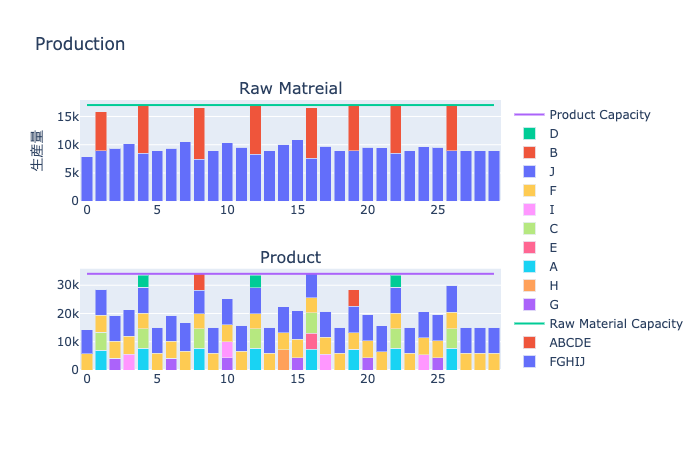 Production
Raw Matreial
生産量
15k
10k
5k
0
0 5 10 15 20 25
Product
30k
20k
10k
0
0 5 10 15 20 25
Product Capacity
D
B
J
F
I
C
E
A
H
G
Raw Material Capacity
ABCDE
FGHIJ